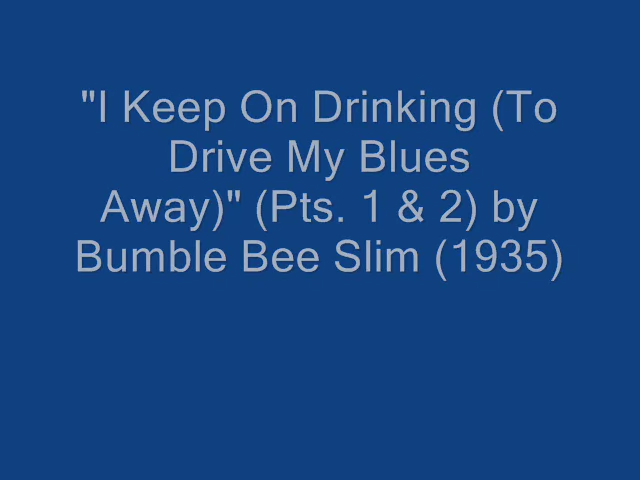 "I Keep On Drinking (To
Drive My Blues
Away)" (Pts. 1 & 2) by
Bumble Bee Slim (1935)